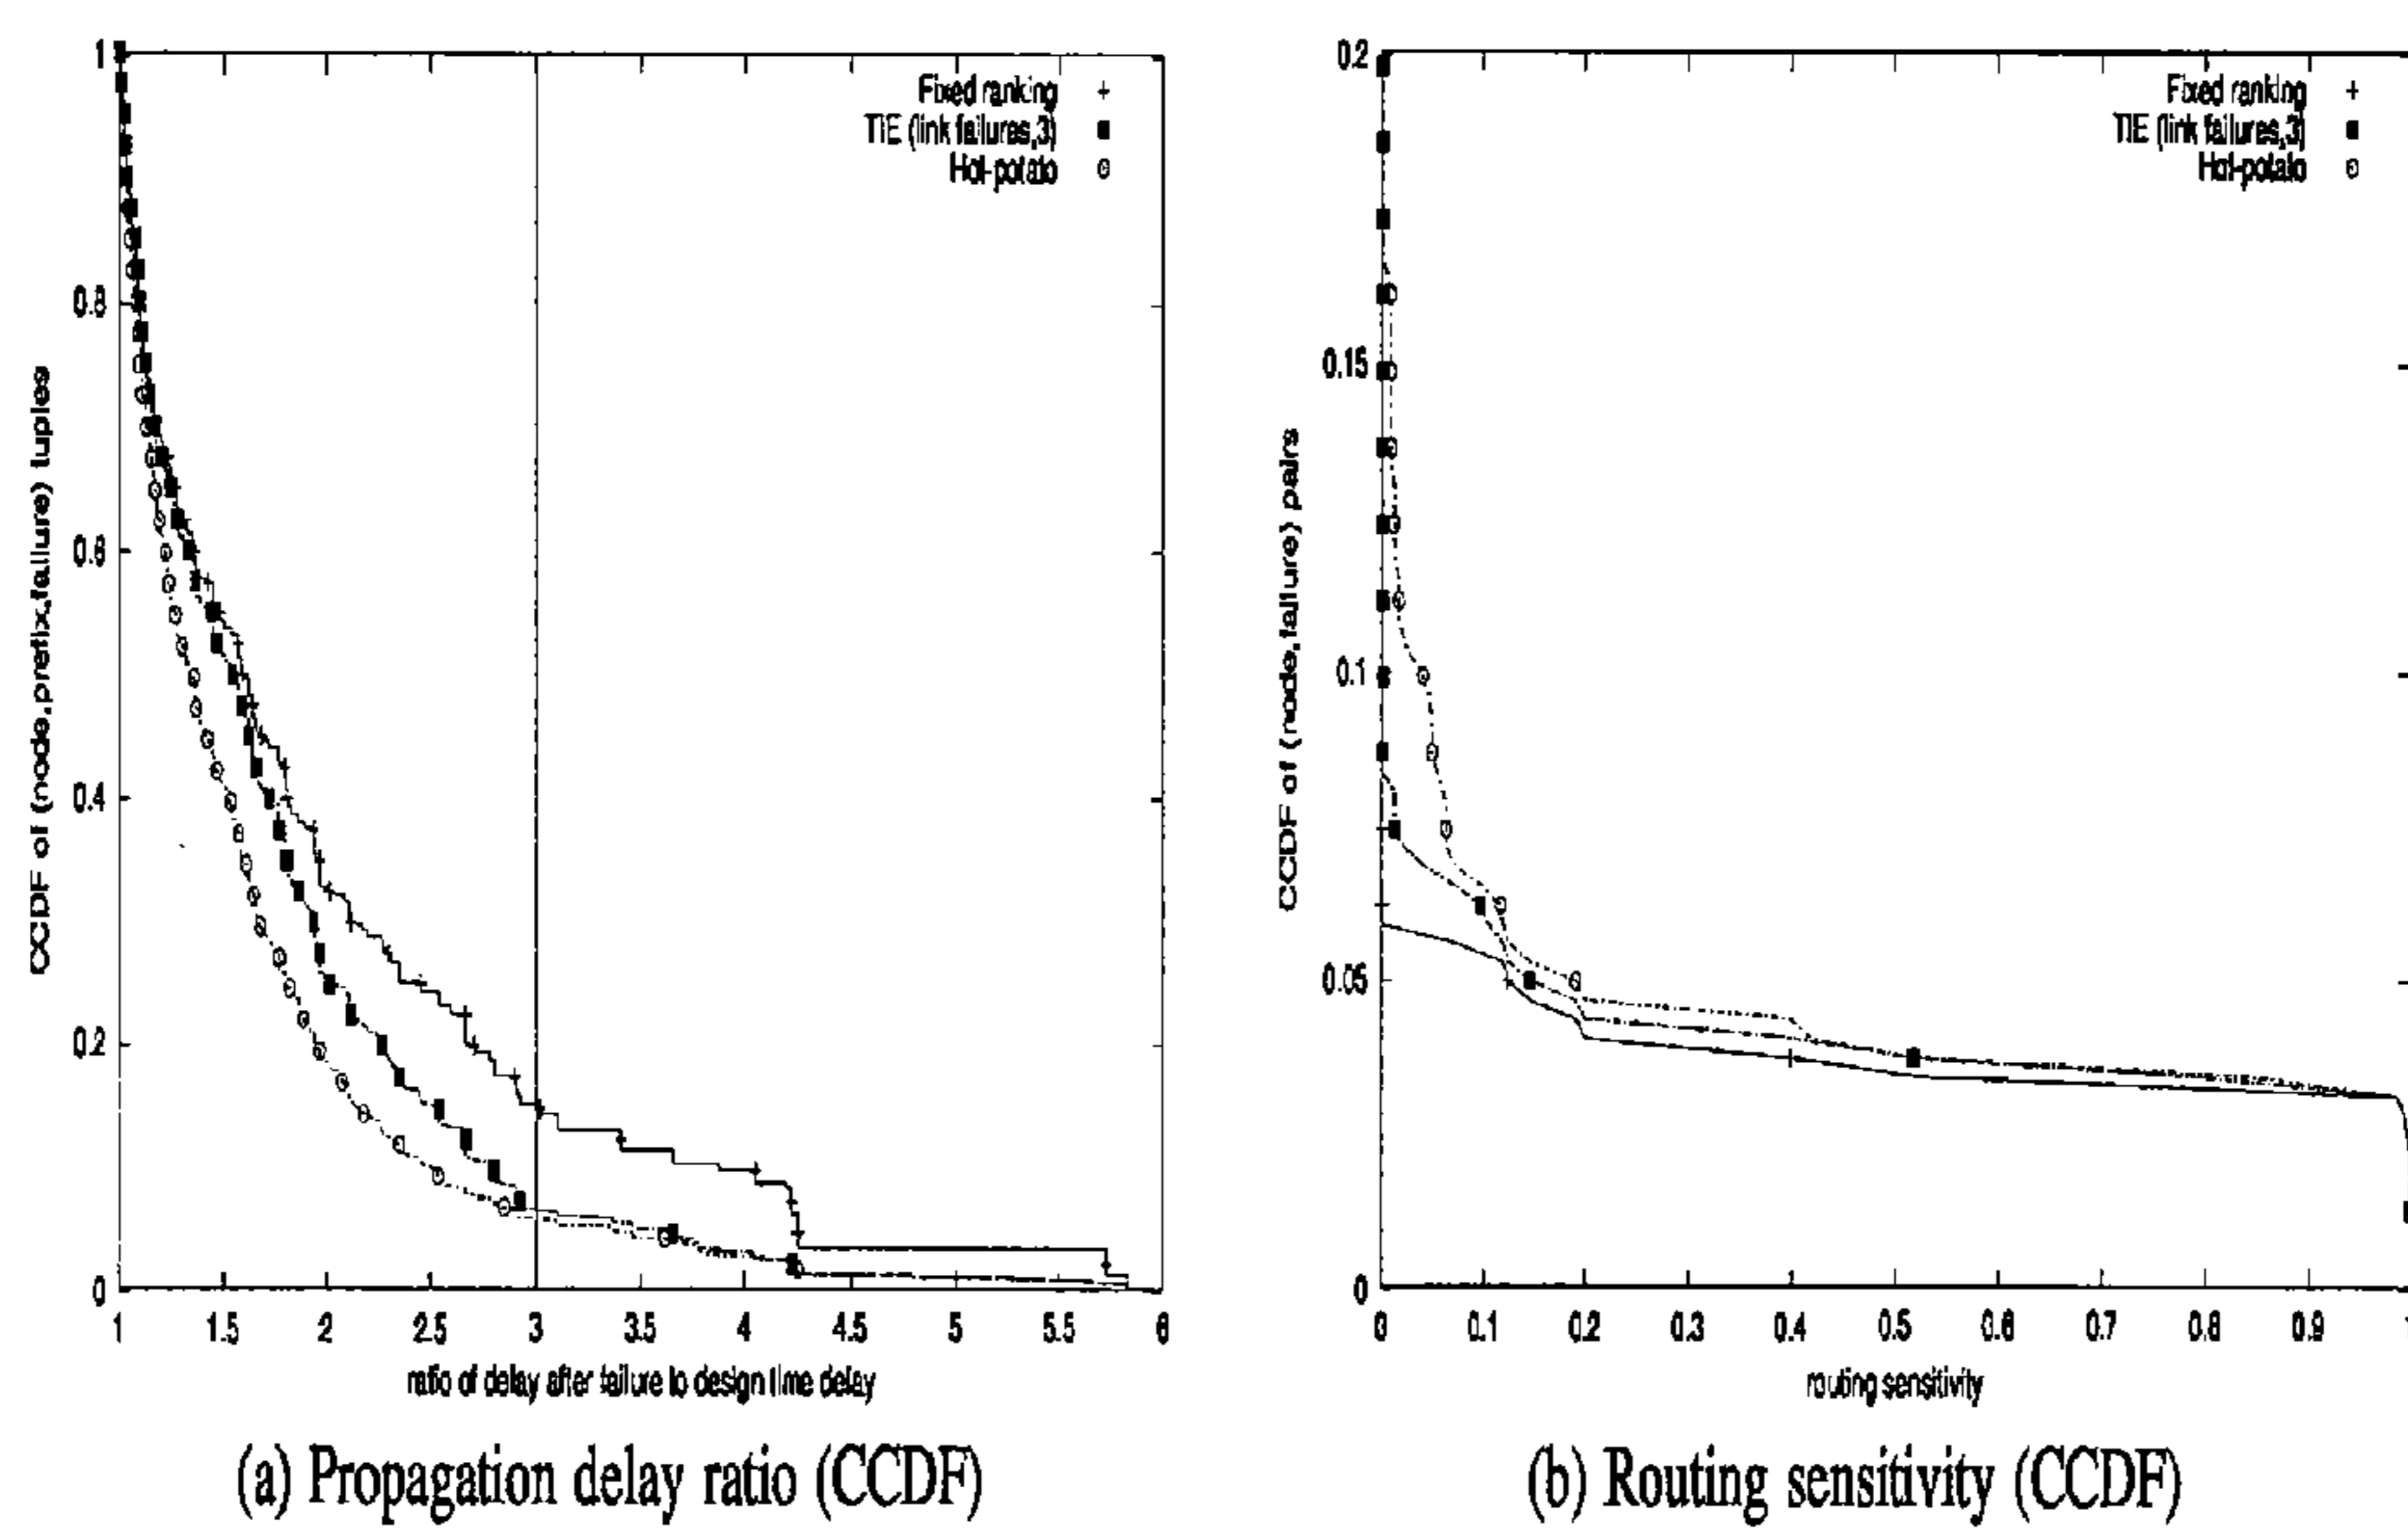 1
0.8
0.6
0.4
0.2
0
CCDF of (node,prefix,failure) tuples
Fixed ranking
TIE (link failures,3)
Hot-potato
1 1.5 2 2.5 3 3.5 4 4.5 5 5.5 6
ratio of delay after failure to design time delay
(a) Propagation delay ratio (CCDF)
0.2
0.15
0.1
0.05
0
CCDF of (node,failure) pairs
Fixed ranking
TIE (link failures,3)
Hot-potato
0 0.1 0.2 0.3 0.4 0.5 0.6 0.7 0.8 0.9 1
routing sensitivity
(b) Routing sensitivity (CCDF)